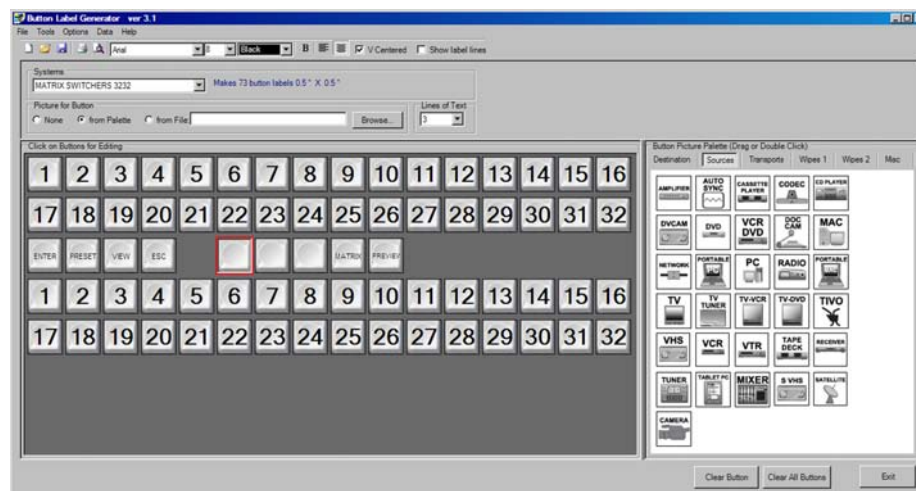 Button Label Generator ver 3.1
File Tools Options Data Help
Arial 8 Black B V Centered Show label lines
Systems
MATRIX SWITCHERS 3232 Makes 73 button labels 0.5 " X 0.5 "
Picture for Button Lines of Text
None from Palette from File Browse... 3
Click on Buttons for Editing Button Picture Palette (Drag or Double Click)
Destination Sources Transports Wipes 1 Wipes 2 Misc
1 2 3 4 5 6 7 8 9 10 11 12 13 14 15 16
17 18 19 20 21 22 23 24 25 26 27 28 29 30 31 32
ENTER PRESET VIEW ESC MATRIX PREVIEW
1 2 3 4 5 6 7 8 9 10 11 12 13 14 15 16
17 18 19 20 21 22 23 24 25 26 27 28 29 30 31 32
AMPLIFIER AUTO SYNC CASSETTE PLAYER CODEC CD PLAYER
DVCAM DVD VCR DVD DOC CAM MAC
NETWORK PORTABLE PC PC RADIO PORTABLE
TV TV TUNER TV-VCR TV-DVD TIVO
VHS VCR VTR TAPE DECK RECEIVER
TUNER TABLET PC MIXER S VHS SATELLITE
CAMERA
Clear Button Clear All Buttons Exit